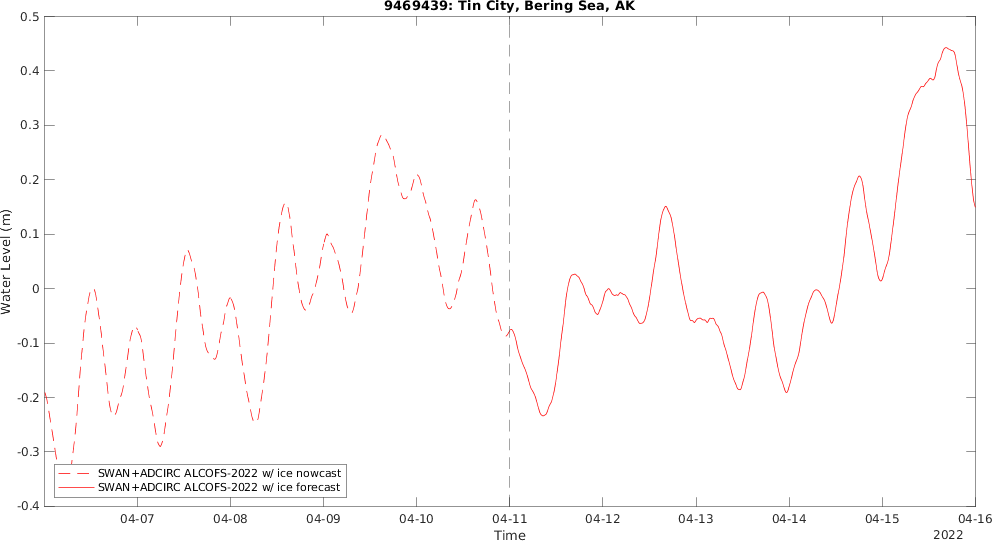 9469439: Tin City, Bering Sea, AK
0.5
0.4
0.3
0.2
0.1
0
-0.1
-0.2
-0.3
-0.4
Water Level (m)
SWAN+ADCIRC ALCOFS-2022 w/ ice nowcast
SWAN+ADCIRC ALCOFS-2022 w/ ice forecast
04-07 04-08 04-09 04-10 04-11 04-12 04-13 04-14 04-15 04-16
Time
2022